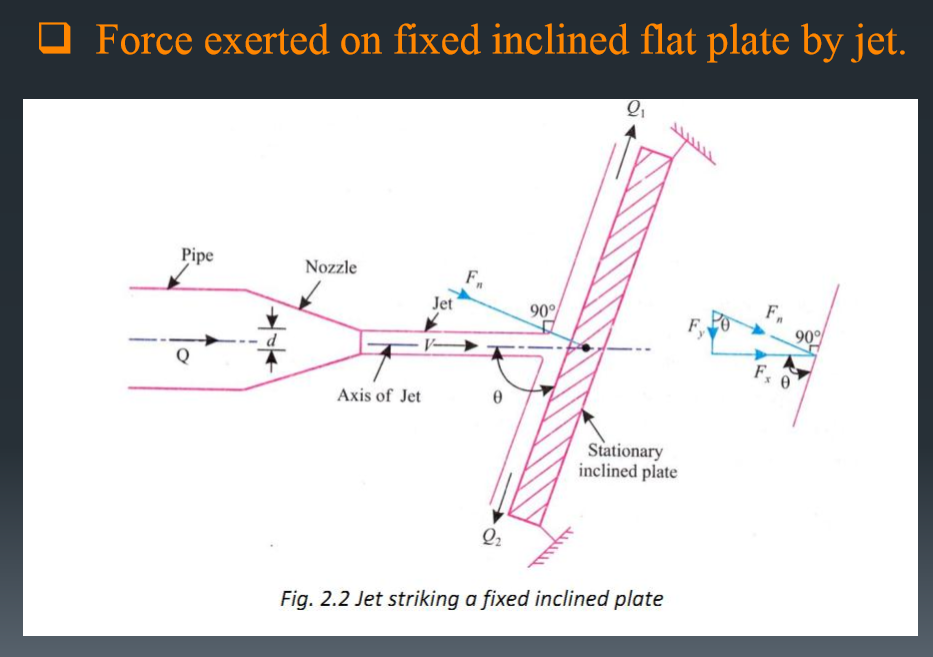 Force exerted on fixed inclined flat plate by jet.
Q₁
Pipe
Nozzle
Fₙ
Jet
90°
d
V
Q
Axis of Jet
θ
Stationary
inclined plate
Q₂
θ
Fₙ
Fᵧ
90°
Fₓ
θ
Fig. 2.2 Jet striking a fixed inclined plate